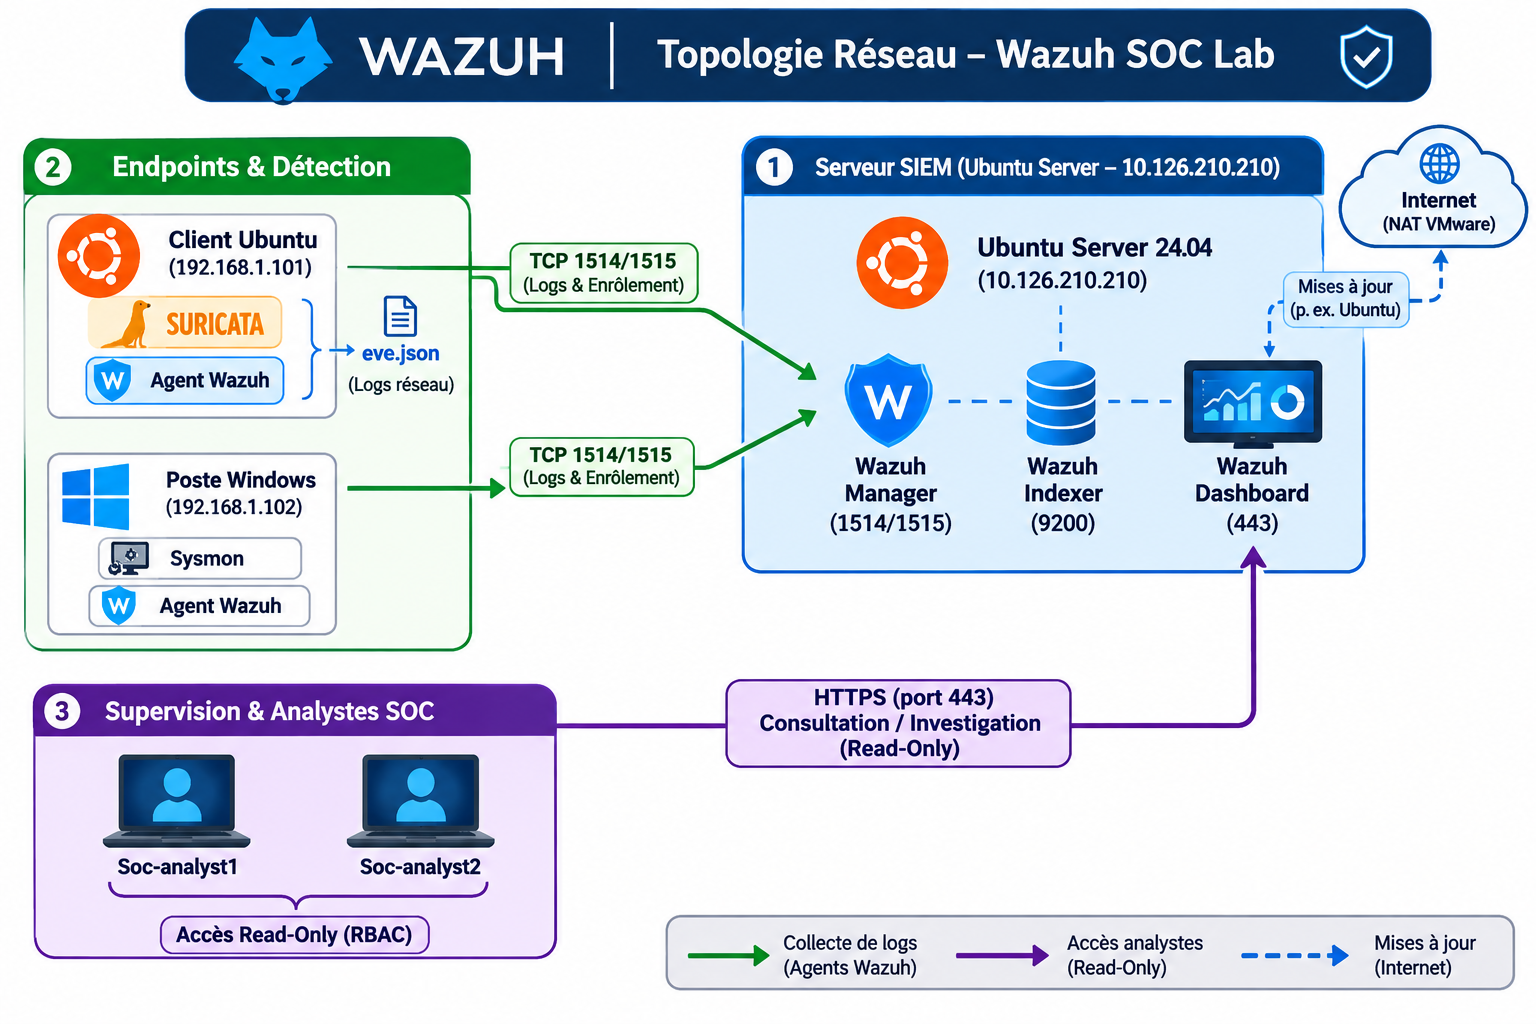 WAZUH
Topologie Réseau – Wazuh SOC Lab
2 Endpoints & Détection
Client Ubuntu
(192.168.1.101)
SURICATA
W Agent Wazuh
eve.json
(Logs réseau)
Poste Windows
(192.168.1.102)
Sysmon
W Agent Wazuh
TCP 1514/1515
(Logs & Enrôlement)
TCP 1514/1515
(Logs & Enrôlement)
1 Serveur SIEM (Ubuntu Server – 10.126.210.210)
Ubuntu Server 24.04
(10.126.210.210)
W
Wazuh
Manager
(1514/1515)
Wazuh
Indexer
(9200)
Wazuh
Dashboard
(443)
Internet
(NAT VMware)
Mises à jour
(p. ex. Ubuntu)
3 Supervision & Analystes SOC
Soc-analyst1
Soc-analyst2
Accès Read-Only (RBAC)
HTTPS (port 443)
Consultation / Investigation
(Read-Only)
Collecte de logs
(Agents Wazuh)
Accès analystes
(Read-Only)
Mises à jour
(Internet)